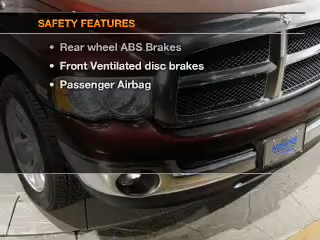 SAFETY FEATURES
• Rear wheel ABS Brakes
• Front Ventilated disc brakes
• Passenger Airbag